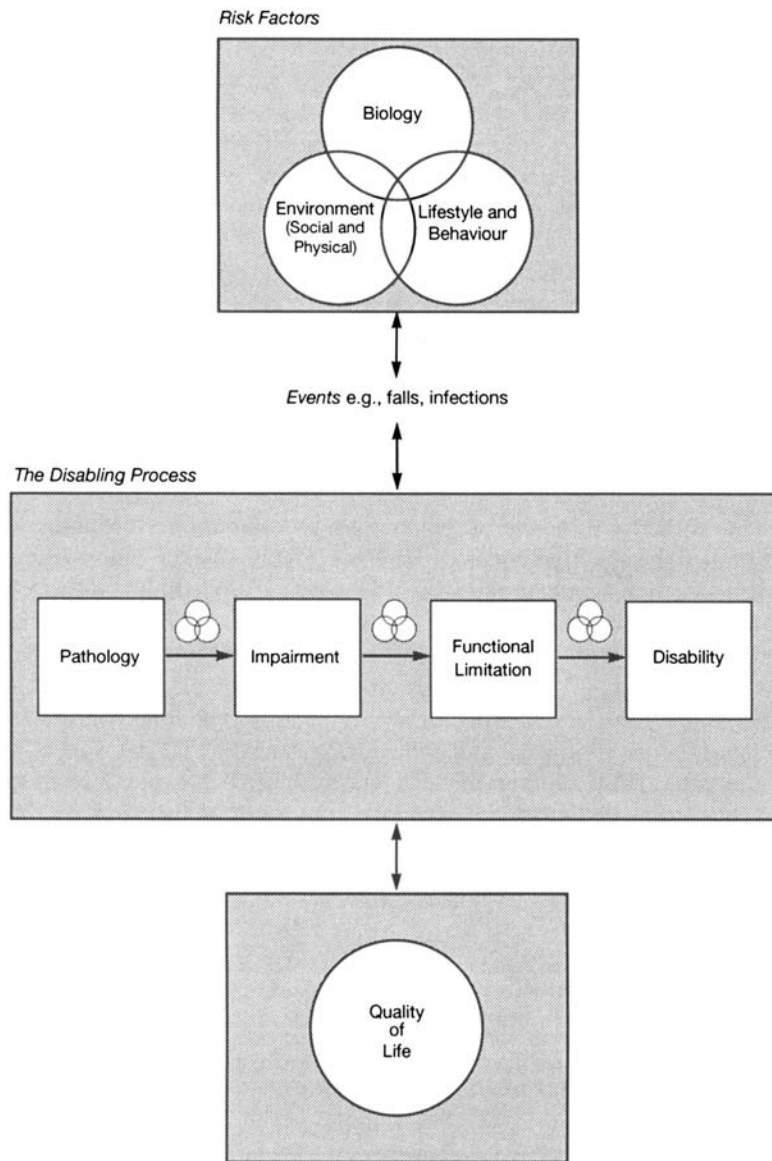 Risk Factors
Biology
Environment
(Social and
Physical)
Lifestyle and
Behaviour
Events e.g., falls, infections
The Disabling Process
Pathology
Impairment
Functional
Limitation
Disability
Quality
of
Life